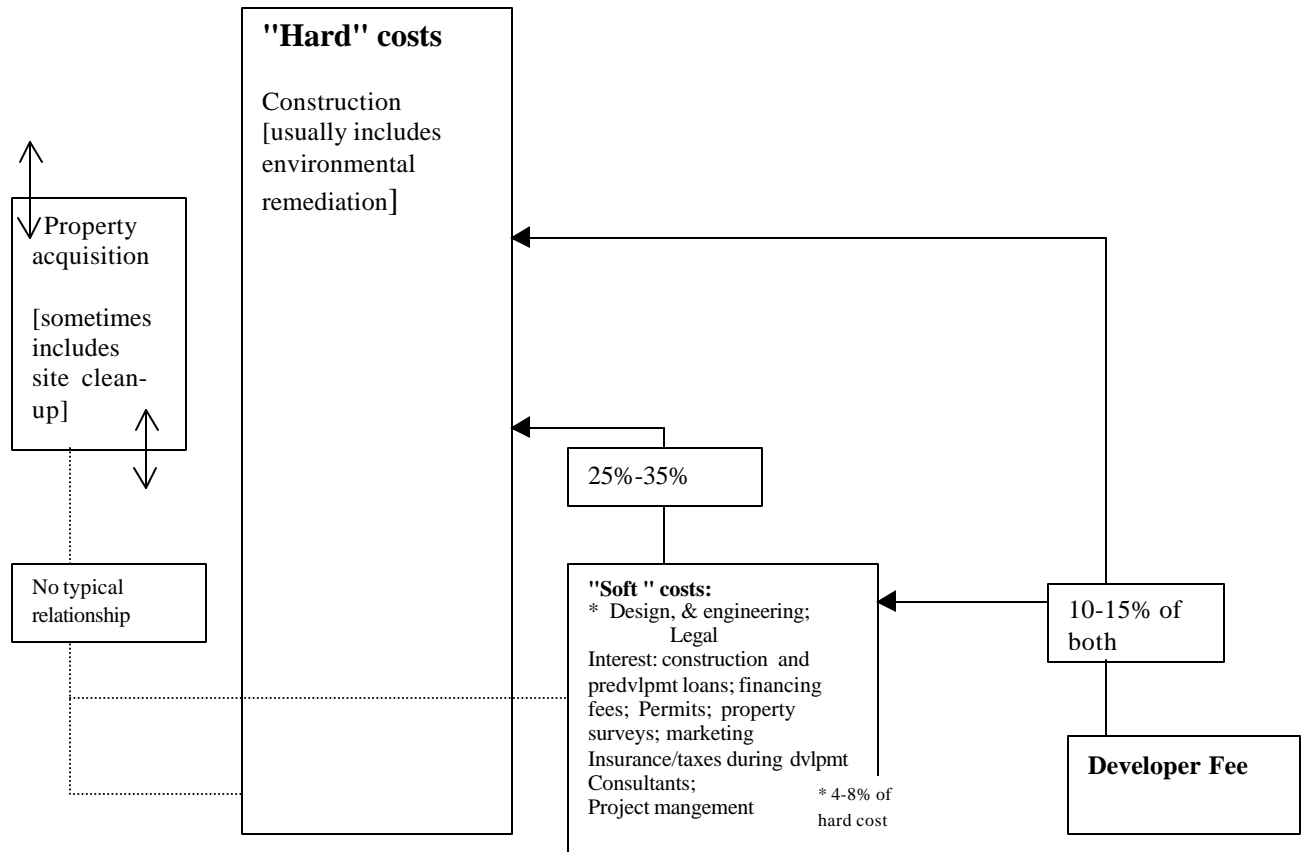 "Hard" costs
Construction
[usually includes
environmental
remediation]
Property
acquisition
[sometimes
includes
site clean-
up]
No typical
relationship
25%-35%
"Soft " costs:
* Design, & engineering;
Legal
Interest: construction and
predvlpmt loans; financing
fees; Permits; property
surveys; marketing
Insurance/taxes during dvlpmt
Consultants;
Project mangement
* 4-8% of
hard cost
10-15% of
both
Developer Fee